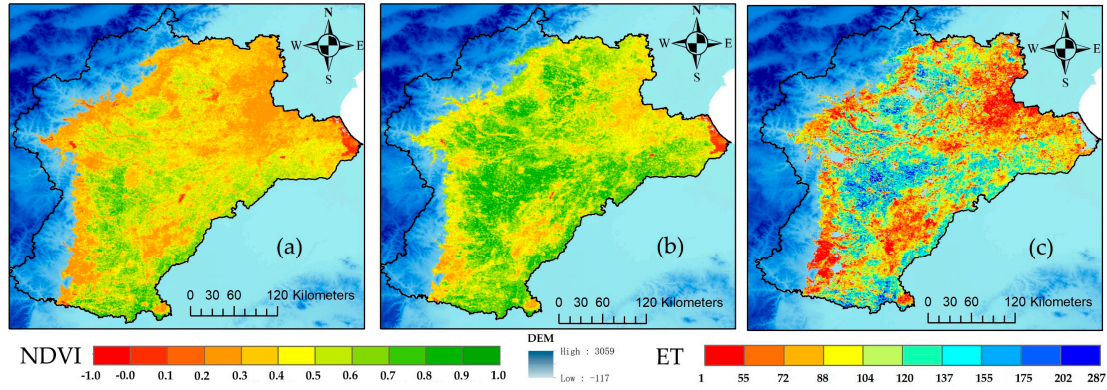 N
W E
S
(a)
0 30 60 120 Kilometers
N
W E
S
(b)
0 30 60 120 Kilometers
N
W E
S
(c)
0 30 60 120 Kilometers
NDVI
-1.0 -0.0 0.1 0.2 0.3 0.4 0.5 0.6 0.7 0.8 0.9 1.0
DEM
High : 3059
Low : -117
ET
1 55 72 88 104 120 137 155 175 202 287